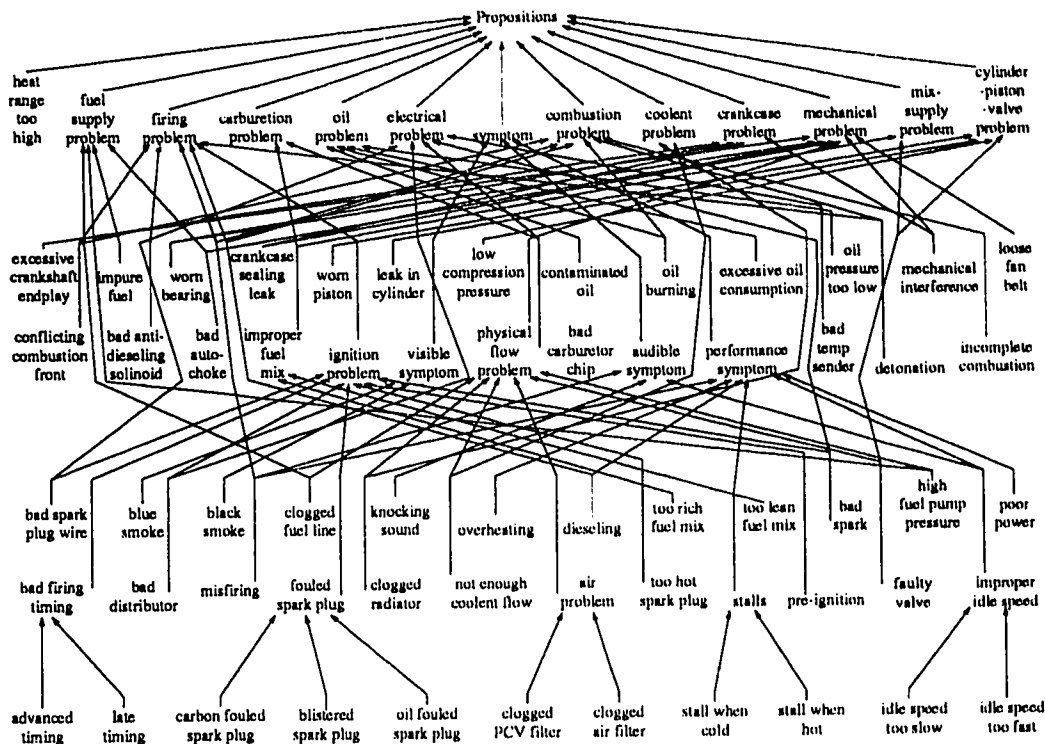 Propositions
heat
range
too
high
fuel
supply
problem
firing
problem
carburetion
problem
oil
problem
electrical
problem
symptom
combustion
problem
coolent
problem
crankcase
problem
mechanical
problem
mix-
supply
problem
cylinder
-piston
-valve
problem
excessive
crankshaft
endplay
impure
fuel
worn
bearing
crankcase
sealing
leak
worn
piston
leak in
cylinder
low
compression
pressure
contaminated
oil
oil
burning
excessive oil
consumption
oil
pressure
too low
mechanical
interference
loose
fan
belt
conflicting
combustion
front
bad anti-
dieseling
solinoid
bad
auto-
choke
improper
fuel
mix
ignition
problem
visible
symptom
physical
flow
problem
bad
carburetor
chip
audible
symptom
performance
symptom
bad
temp
sender
detonation
incomplete
combustion
bad spark
plug wire
blue
smoke
black
smoke
clogged
fuel line
knocking
sound
overheating
dieseling
too rich
fuel mix
too lean
fuel mix
bad
spark
high
fuel pump
pressure
poor
power
bad firing
timing
bad
distributor
misfiring
fouled
spark plug
clogged
radiator
not enough
coolent flow
air
problem
too hot
spark plug
stalls
pre-ignition
faulty
valve
improper
idle speed
advanced
timing
late
timing
carbon fouled
spark plug
blistered
spark plug
oil fouled
spark plug
clogged
PCV filter
clogged
air filter
stall when
cold
stall when
hot
idle speed
too slow
idle speed
too fast